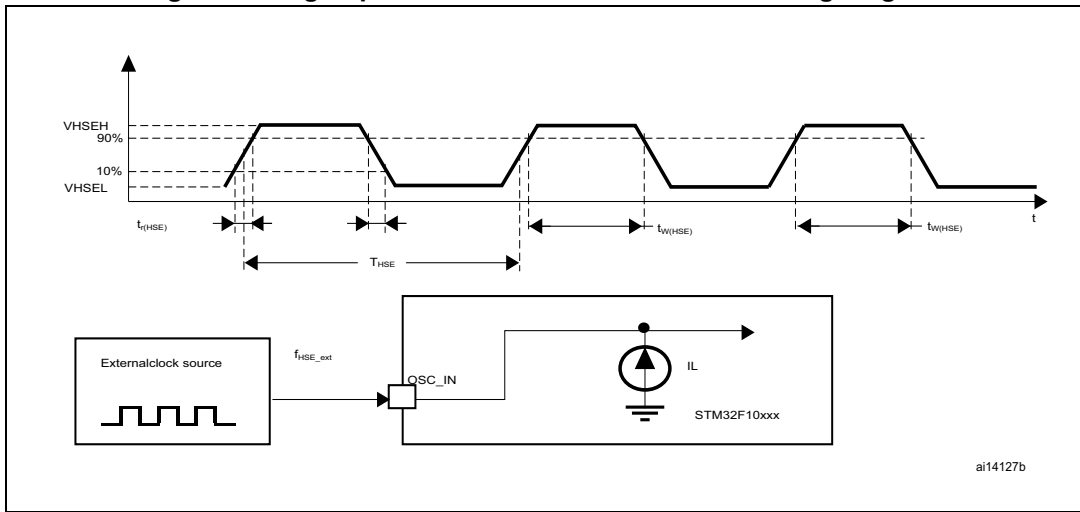 VHSEH
90%
10%
VHSEL
tr(HSE)
tW(HSE)
tW(HSE)
t
THSE
Externalclock source
fHSE_ext
OSC_IN
IL
STM32F10xxx
ai14127b